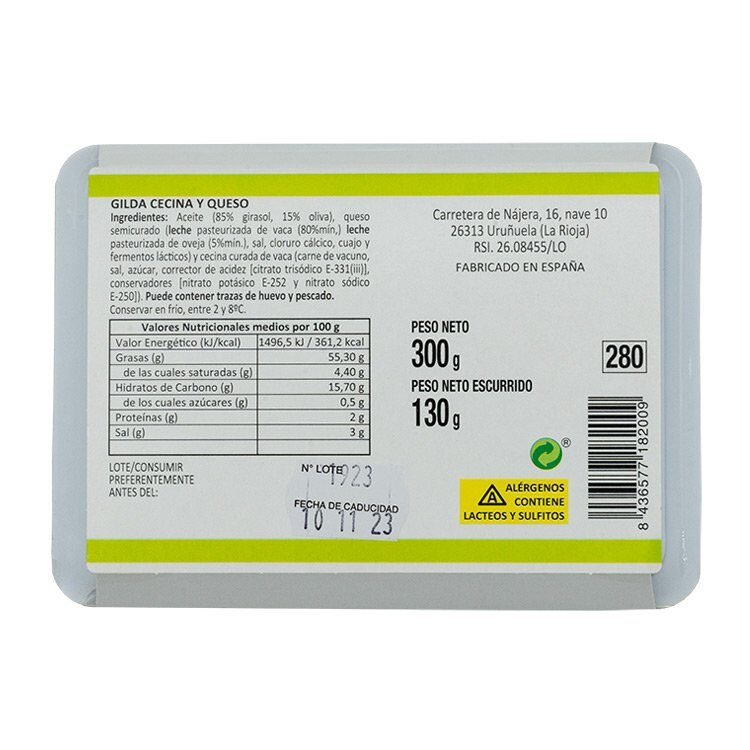 GILDA CECINA Y QUESO
Ingredientes: Aceite (85% girasol, 15% oliva), queso
semicurado (leche pasteurizada de vaca (80%mín,) leche
pasteurizada de oveja (5%mín.), sal, cloruro cálcico, cuajo y
fermentos lácticos) y cecina curada de vaca (carne de vacuno,
sal, azúcar, corrector de acidez [citrato trisódico E-331(iii)],
conservadores [nitrato potásico E-252 y nitrato sódico
E-250]). Puede contener trazas de huevo y pescado.
Conservar en frío, entre 2 y 8ºC.
Valores Nutricionales medios por 100 g
Valor Energético (kJ/kcal) 1496,5 kJ / 361,2 kcal
Grasas (g) 55,30 g
de las cuales saturadas (g) 4,40 g
Hidratos de Carbono (g) 15,70 g
de los cuales azúcares (g) 0,5 g
Proteínas (g) 2 g
Sal (g) 3 g
LOTE/CONSUMIR
PREFERENTEMENTE
ANTES DEL:
Nº LOTE
1923
FECHA DE CADUCIDAD
10 11 23
Carretera de Nájera, 16, nave 10
26313 Uruñuela (La Rioja)
RSI. 26.08455/LO
FABRICADO EN ESPAÑA
PESO NETO
300 g
PESO NETO ESCURRIDO
130 g
280
®
A
ALÉRGENOS
CONTIENE
LACTEOS Y SULFITOS
8 436577 182009